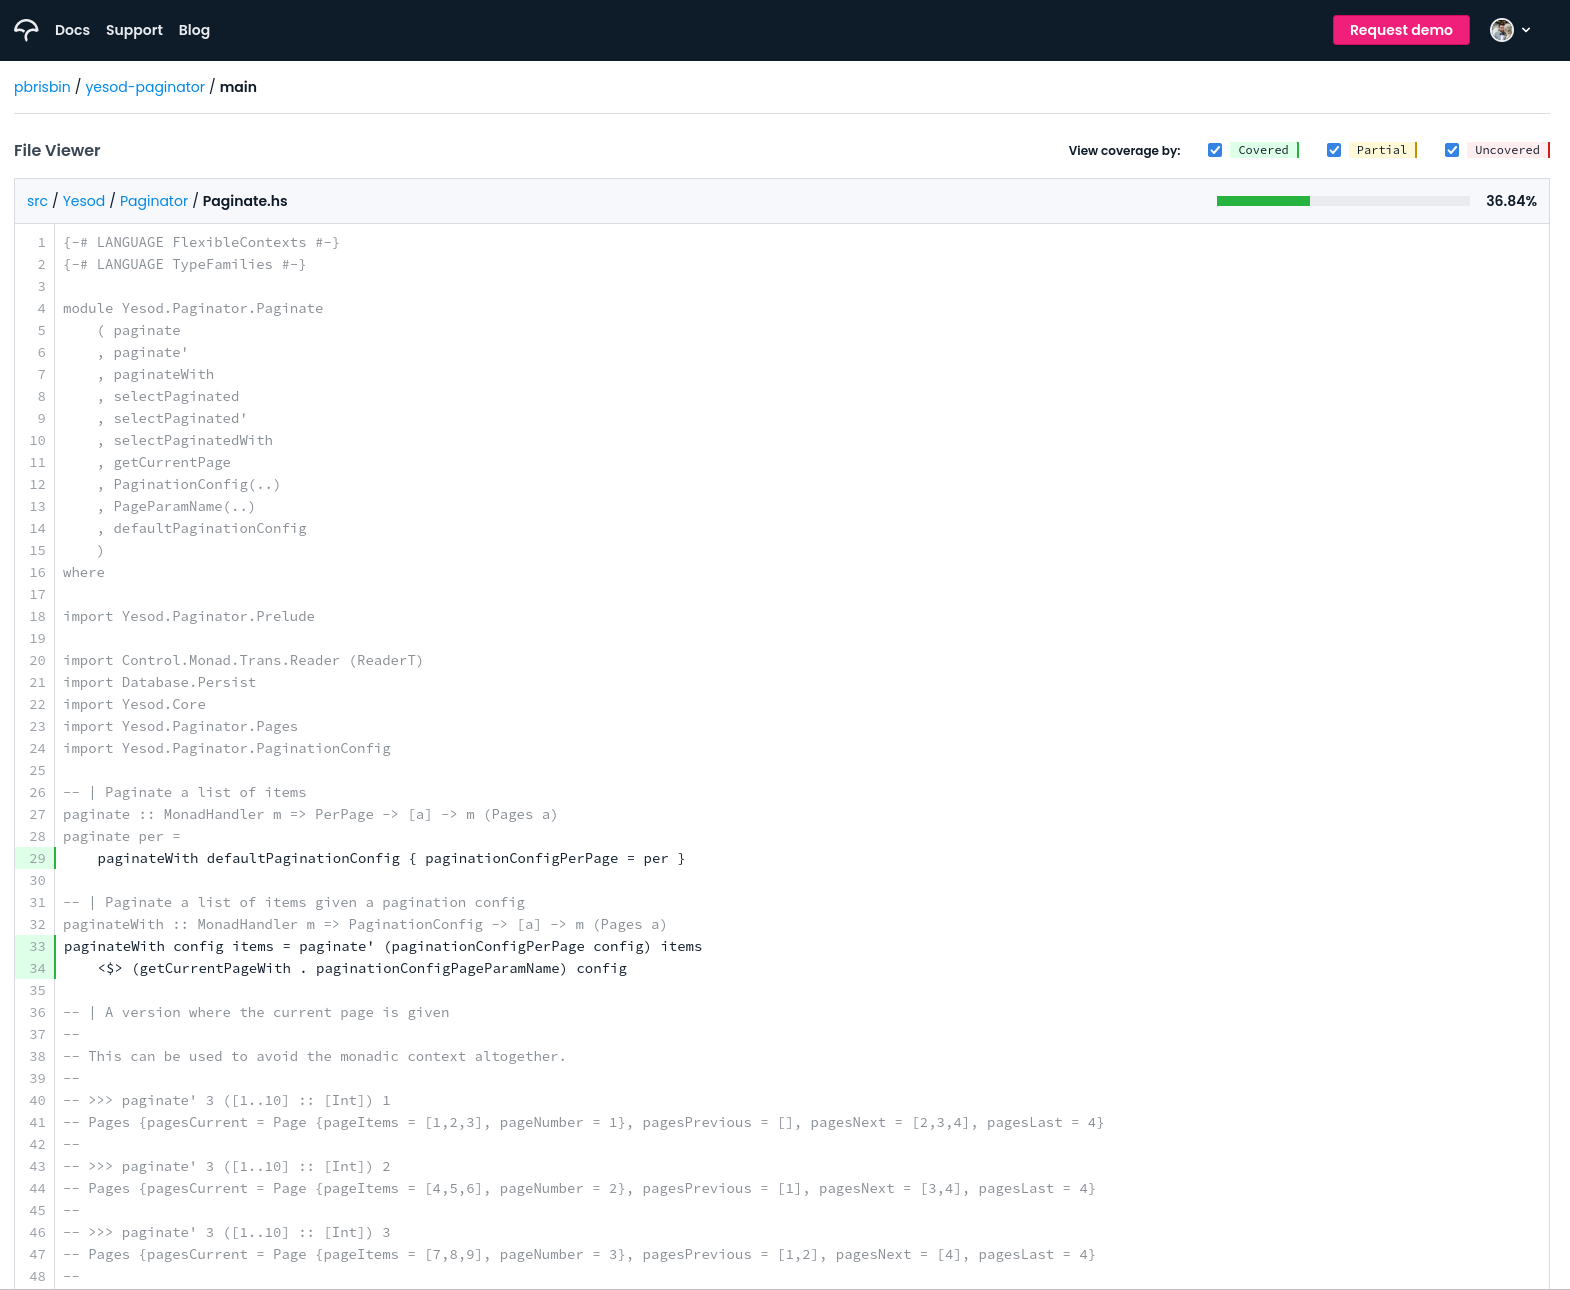 Docs Support Blog Request demo
pbrisbin / yesod-paginator / main
File Viewer View coverage by: Covered Partial Uncovered
src / Yesod / Paginator / Paginate.hs 36.84%
1 {-# LANGUAGE FlexibleContexts #-}
2 {-# LANGUAGE TypeFamilies #-}
3
4 module Yesod.Paginator.Paginate
5     ( paginate
6     , paginate'
7     , paginateWith
8     , selectPaginated
9     , selectPaginated'
10     , selectPaginatedWith
11     , getCurrentPage
12     , PaginationConfig(..)
13     , PageParamName(..)
14     , defaultPaginationConfig
15     )
16 where
17
18 import Yesod.Paginator.Prelude
19
20 import Control.Monad.Trans.Reader (ReaderT)
21 import Database.Persist
22 import Yesod.Core
23 import Yesod.Paginator.Pages
24 import Yesod.Paginator.PaginationConfig
25
26 -- | Paginate a list of items
27 paginate :: MonadHandler m => PerPage -> [a] -> m (Pages a)
28 paginate per =
29     paginateWith defaultPaginationConfig { paginationConfigPerPage = per }
30
31 -- | Paginate a list of items given a pagination config
32 paginateWith :: MonadHandler m => PaginationConfig -> [a] -> m (Pages a)
33 paginateWith config items = paginate' (paginationConfigPerPage config) items
34     <$> (getCurrentPageWith . paginationConfigPageParamName) config
35
36 -- | A version where the current page is given
37 --
38 -- This can be used to avoid the monadic context altogether.
39 --
40 -- >>> paginate' 3 ([1..10] :: [Int]) 1
41 -- Pages {pagesCurrent = Page {pageItems = [1,2,3], pageNumber = 1}, pagesPrevious = [], pagesNext = [2,3,4], pagesLast = 4}
42 --
43 -- >>> paginate' 3 ([1..10] :: [Int]) 2
44 -- Pages {pagesCurrent = Page {pageItems = [4,5,6], pageNumber = 2}, pagesPrevious = [1], pagesNext = [3,4], pagesLast = 4}
45 --
46 -- >>> paginate' 3 ([1..10] :: [Int]) 3
47 -- Pages {pagesCurrent = Page {pageItems = [7,8,9], pageNumber = 3}, pagesPrevious = [1,2], pagesNext = [4], pagesLast = 4}
48 --